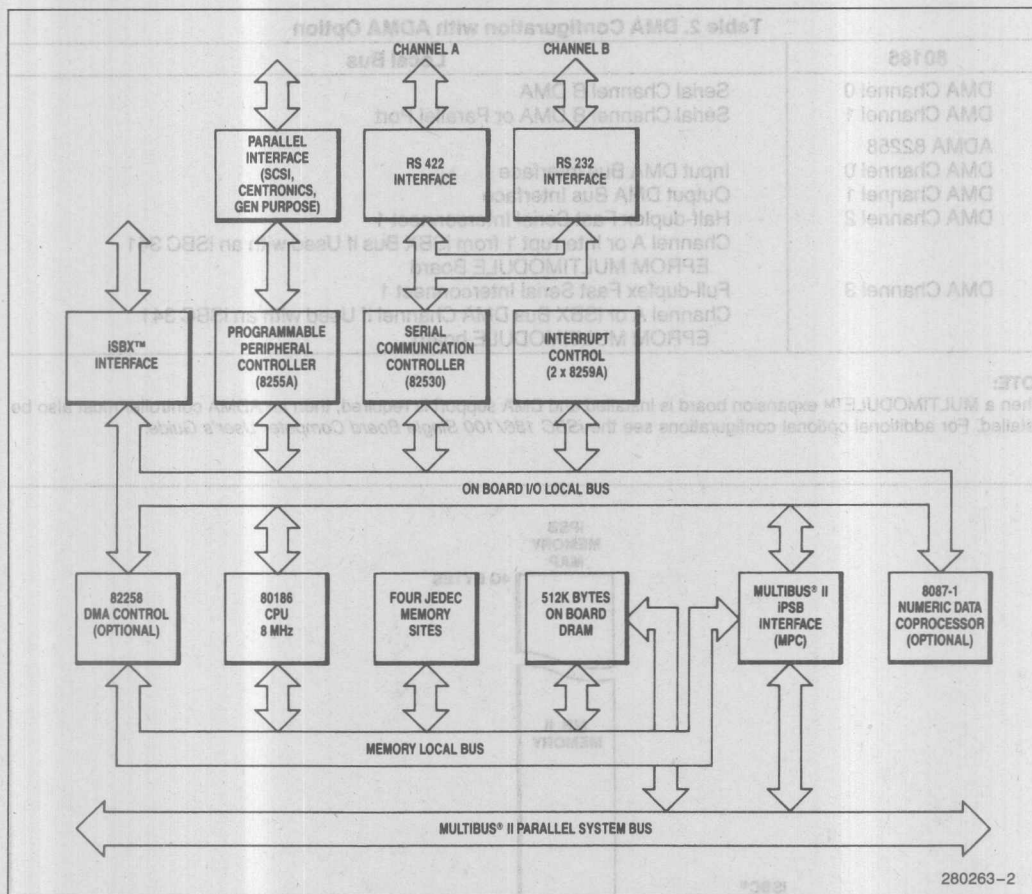 CHANNEL A
CHANNEL B
PARALLEL
INTERFACE
(SCSI,
CENTRONICS,
GEN PURPOSE)
RS 422
INTERFACE
RS 232
INTERFACE
iSBX™
INTERFACE
PROGRAMMABLE
PERIPHERAL
CONTROLLER
(8255A)
SERIAL
COMMUNICATION
CONTROLLER
(82530)
INTERRUPT
CONTROL
(2 x 8259A)
ON BOARD I/O LOCAL BUS
82258
DMA CONTROL
(OPTIONAL)
80186
CPU
8 MHz
FOUR JEDEC
MEMORY
SITES
512K BYTES
ON BOARD
DRAM
MULTIBUS® II
iPSB
INTERFACE
(MPC)
8087-1
NUMERIC DATA
COPROCESSOR
(OPTIONAL)
MEMORY LOCAL BUS
MULTIBUS® II PARALLEL SYSTEM BUS
280263-2